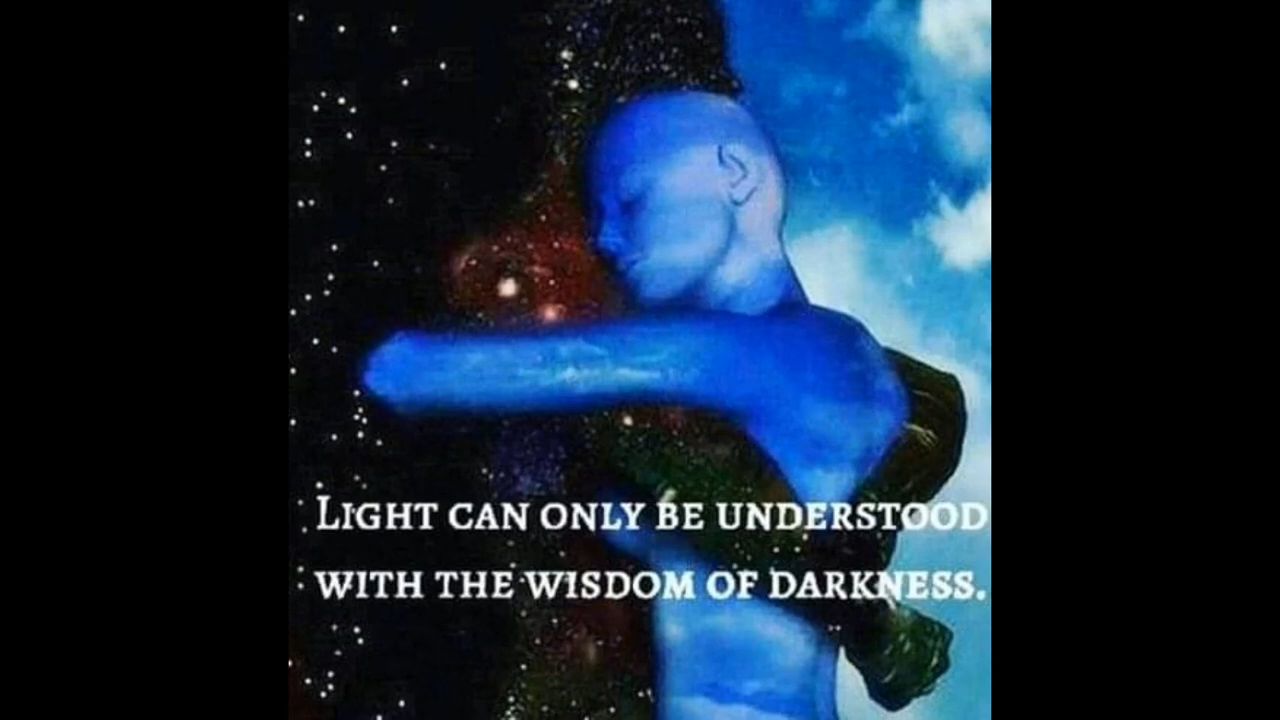 Light can only be understood
with the wisdom of darkness.